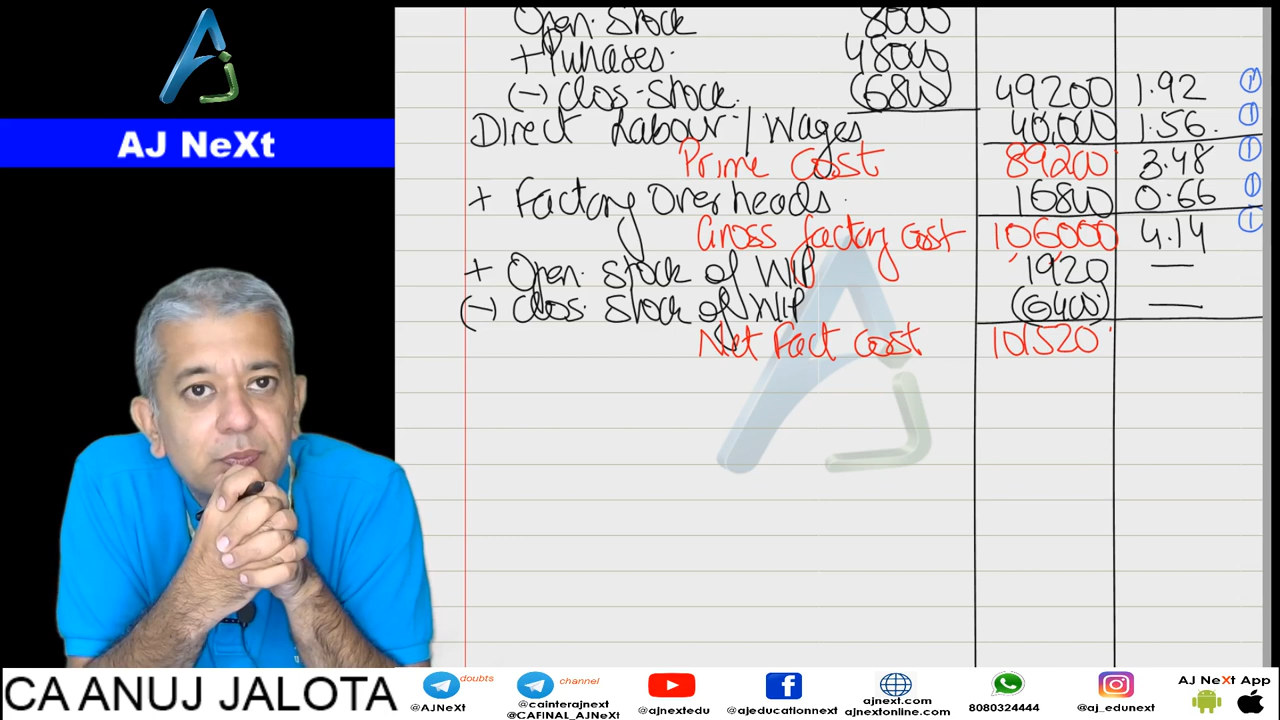 AJ NeXt
Open. Stock 8000
+ Puhases. 48000
(-) Clos. Stock. (6800) 49200 1.92 ①
Direct Labour / Wages 40,000 1.56. ①
Prime Cost 89200 3.48 ①
+ Factory Overheads. 16800 0.66 ①
Gross factory cost 106000 4.14 ①
+ Open. Stock of WIP 1920 —
(-) Clos. Stock of WIP (6400) —
Net Fact cost 101520
CA ANUJ JALOTA
doubts
@AJNeXt
channel
@cainterajnext
@CAFINAL_AJNeXt
@ajnextedu
@ajeducationnext
ajnext.com
ajnextonline.com
8080324444
@aj_edunext
AJ NeXt App